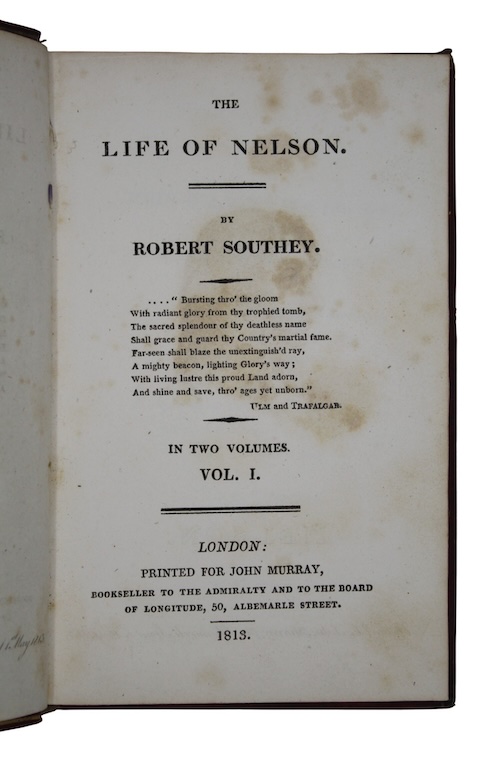 THE
LIFE OF NELSON.
BY
ROBERT SOUTHEY.
. . . . " Bursting thro' the gloom
With radiant glory from thy trophied tomb,
The sacred splendour of thy deathless name
Shall grace and guard thy Country's martial fame.
Far-seen shall blaze the unextinguish'd ray,
A mighty beacon, lighting Glory's way;
With living lustre this proud Land adorn,
And shine and save, thro' ages yet unborn."
ULM and TRAFALGAR.
IN TWO VOLUMES.
VOL. I.
LONDON:
PRINTED FOR JOHN MURRAY,
BOOKSELLER TO THE ADMIRALTY AND TO THE BOARD
OF LONGITUDE, 50, ALBEMARLE STREET.
1813.